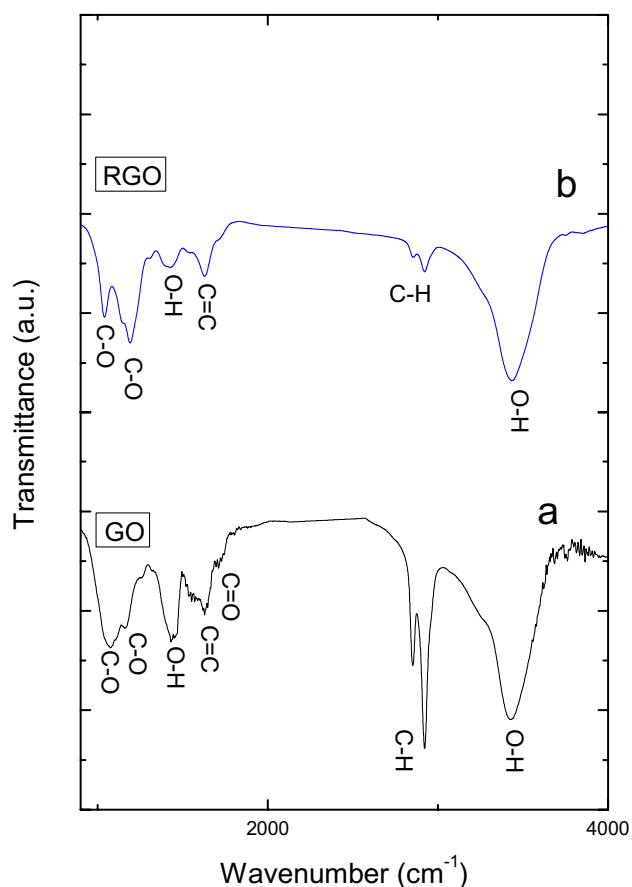 Transmittance (a.u.)
RGO
b
C-O
C-O
O-H
C=C
C-H
O-H
GO
a
C-O
C-O
O-H
C=C
C=O
C-H
O-H
2000
4000
Wavenumber (cm⁻¹)